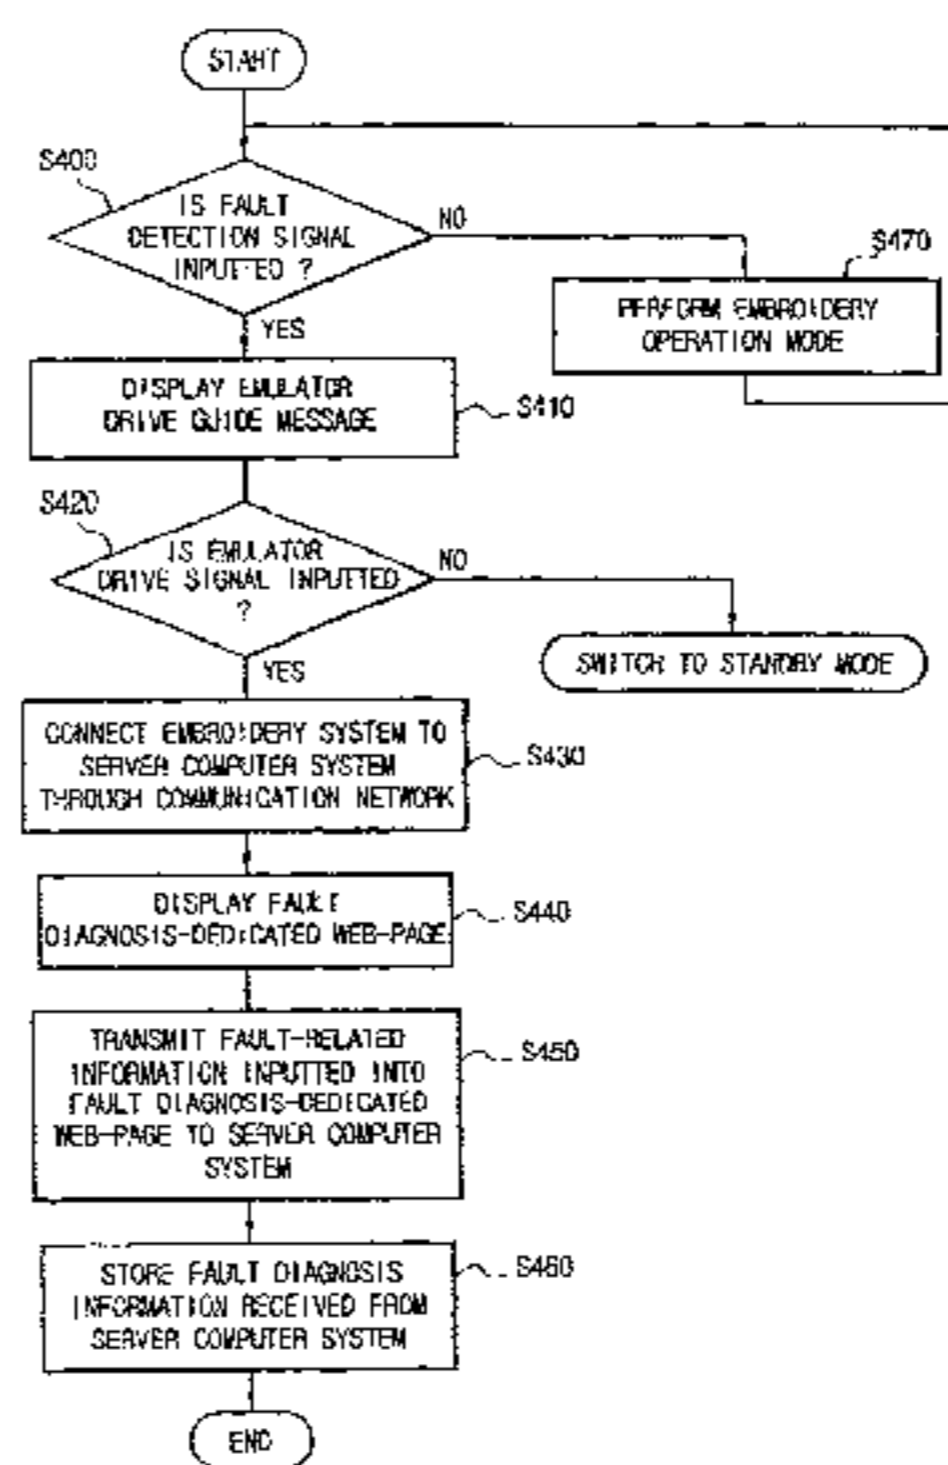 START
S400
IS FAULT
DETECTION SIGNAL
INPUTTED ?
NO
YES
S470
PERFORM EMBROIDERY
OPERATION MODE
DISPLAY EMULATOR
DRIVE GUIDE MESSAGE
S410
S420
IS EMULATOR
DRIVE SIGNAL INPUTTED
?
NO
YES
SWITCH TO STANDBY MODE
CONNECT EMBROIDERY SYSTEM TO
SERVER COMPUTER SYSTEM
THROUGH COMMUNICATION NETWORK
S430
DISPLAY FAULT
DIAGNOSIS-DEDICATED WEB-PAGE
S440
TRANSMIT FAULT-RELATED
INFORMATION INPUTTED INTO
FAULT DIAGNOSIS-DEDICATED
WEB-PAGE TO SERVER COMPUTER
SYSTEM
S450
STORE FAULT DIAGNOSIS
INFORMATION RECEIVED FROM
SERVER COMPUTER SYSTEM
S460
END